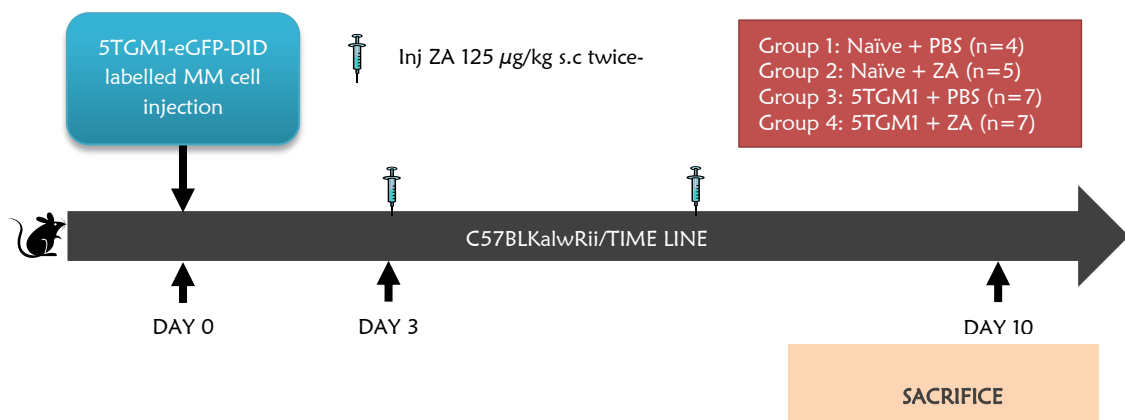 5TGM1-eGFP-DID
labelled MM cell
injection
Inj ZA 125 µg/kg s.c twice-
Group 1: Naïve + PBS (n=4)
Group 2: Naïve + ZA (n=5)
Group 3: 5TGM1 + PBS (n=7)
Group 4: 5TGM1 + ZA (n=7)
C57BLKalwRii/TIME LINE
DAY 0
DAY 3
DAY 10
SACRIFICE